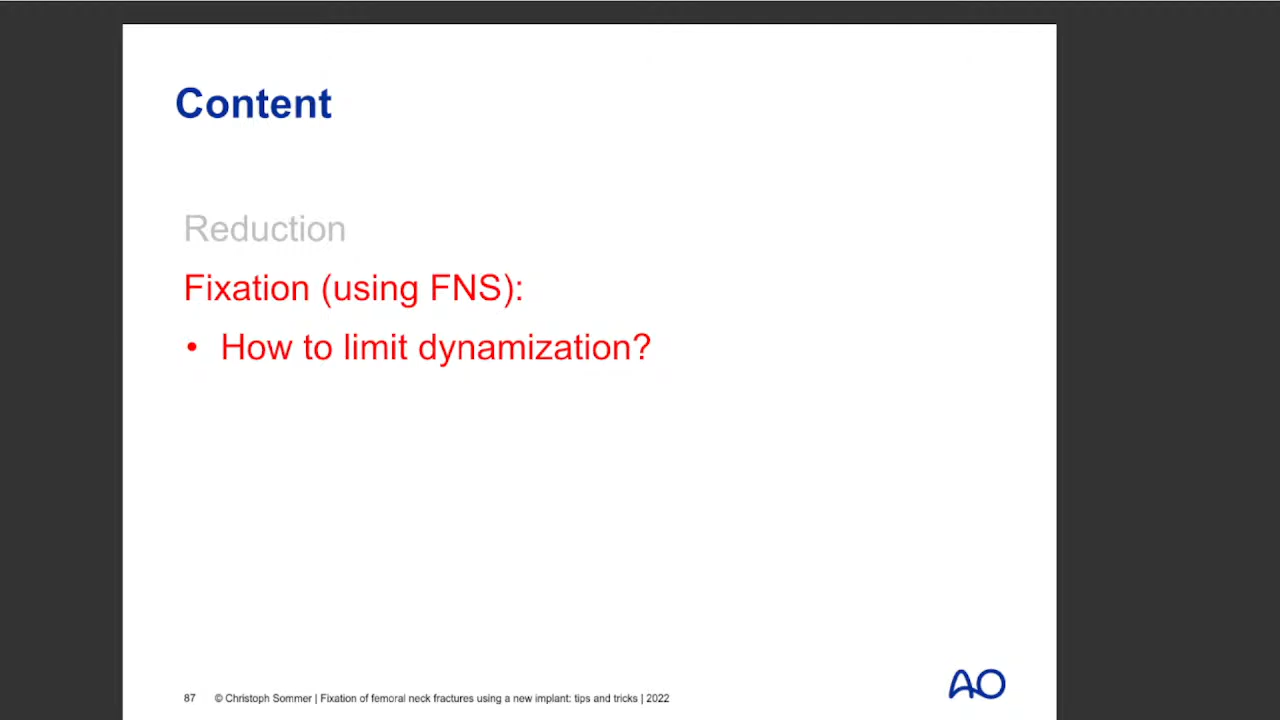 Content
Reduction
Fixation (using FNS):
• How to limit dynamization?
87 © Christoph Sommer | Fixation of femoral neck fractures using a new implant: tips and tricks | 2022
AO